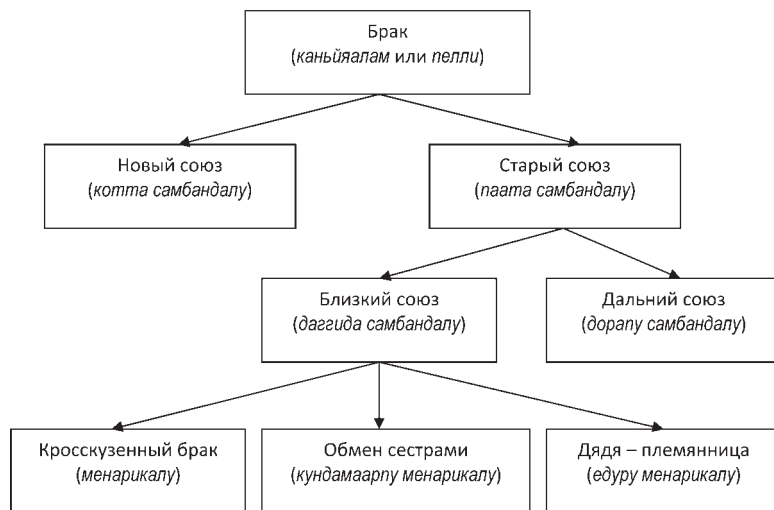 Брак
(каньйяалам или пелли)
Новый союз
(котта самбандалу)
Старый союз
(паата самбандалу)
Близкий союз
(даггида самбандалу)
Дальний союз
(дорапу самбандалу)
Кросскузенный брак
(менарикалу)
Обмен сестрами
(кундамаарпу менарикалу)
Дядя – племянница
(едуру менарикалу)